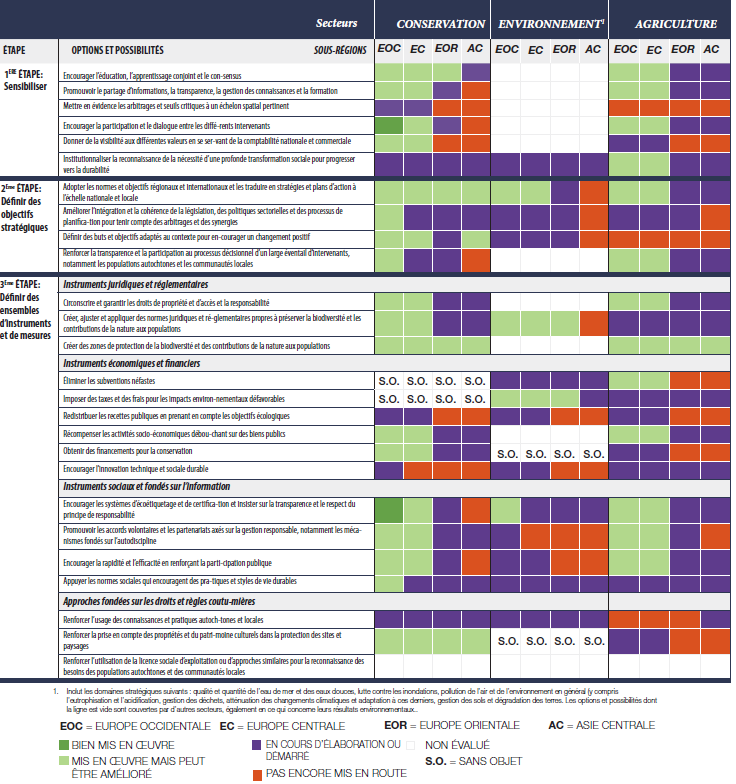 Secteurs CONSERVATION ENVIRONNEMENT1 AGRICULTURE
ÉTAPE OPTIONS ET POSSIBILITÉS SOUS-RÉGIONS EOC EC EOR AC EOC EC EOR AC EOC EC EOR AC
1ERE ÉTAPE:
Sensibiliser
Encourager l'éducation, l'apprentissage conjoint et le con-sensus
Promouvoir le partage d'informations, la transparence, la gestion des connaissances et la formation
Mettre en évidence les arbitrages et seuils critiques à un échelon spatial pertinent
Encourager la participation et le dialogue entre les diffé-rents intervenants
Donner de la visibilité aux différentes valeurs en se ser-vant de la comptabilité nationale et commerciale
Institutionnaliser la reconnaissance de la nécessité d'une profonde transformation sociale pour progresser
vers la durabilité
2ème ÉTAPE:
Définir des
objectifs
stratégiques
Adopter les normes et objectifs régionaux et internationaux et les traduire en stratégies et plans d'action à
l'échelle nationale et locale
Améliorer l'intégration et la cohérence de la législation, des politiques sectorielles et des processus de
planifica-tion pour tenir compte des arbitrages et des synergies
Définir des buts et objectifs adaptés au contexte pour en-courager un changement positif
Renforcer la transparence et la participation au processus décisionnel d'un large éventail d'intervenants,
notamment les populations autochtones et les communautés locales
3ème ÉTAPE:
Définir des
ensembles
d'instruments
et de mesures
Instruments juridiques et réglementaires
Circonscrire et garantir les droits de propriété et d'accès et la responsabilité
Créer, ajuster et appliquer des normes juridiques et ré-glementaires propres à préserver la biodiversité et les
contributions de la nature aux populations
Créer des zones de protection de la biodiversité et des contributions de la nature aux populations
Instruments économiques et financiers
Éliminer les subventions néfastes S.O. S.O. S.O. S.O.
Imposer des taxes et des frais pour les impacts environ-nementaux défavorables S.O. S.O. S.O. S.O.
Redistribuer les recettes publiques en prenant en compte les objectifs écologiques
Récompenser les activités socio-économiques débou-chant sur des biens publics
Obtenir des financements pour la conservation S.O. S.O. S.O. S.O.
Encourager l'innovation technique et sociale durable
Instruments sociaux et fondés sur l'information
Encourager les systèmes d'écoétiquetage et de certifica-tion et insister sur la transparence et le respect du
principe de responsabilité
Promouvoir les accords volontaires et les partenariats axés sur la gestion responsable, notamment les méca-
nismes fondés sur l'autodiscipline
Encourager la rapidité et l'efficacité en renforçant la parti-cipation publique
Appuyer les normes sociales qui encouragent des pra-tiques et styles de vie durables
Approches fondées sur les droits et règles coutu-mières
Renforcer l'usage des connaissances et pratiques autoch-tones et locales
Renforcer la prise en compte des propriétés et du patri-moine culturels dans la protection des sites et
paysages S.O. S.O. S.O. S.O.
Renforcer l'utilisation de la licence sociale d'exploitation ou d'approches similaires pour la reconnaissance des
besoins des populations autochtones et des communautés locales
1. Inclut les domaines stratégiques suivants : qualité et quantité de l'eau de mer et des eaux douces, lutte contre les inondations, pollution de l'air et de l'environnement en général (y compris
l'eutrophisation et l'acidification, gestion des déchets, atténuation des changements climatiques et adaptation à ces derniers, gestion des sols et dégradation des terres. Les options et possibilités dont
la ligne est vide sont couvertes par d'autres secteurs, également en ce qui concerne leurs résultats environnementaux..
EOC = EUROPE OCCIDENTALE EC = EUROPE CENTRALE EOR = EUROPE ORIENTALE AC = ASIE CENTRALE
BIEN MIS EN ŒUVRE
MIS EN ŒUVRE MAIS PEUT
ÊTRE AMÉLIORÉ
EN COURS D'ÉLABORATION OU
DÉMARRÉ
PAS ENCORE MIS EN ROUTE
NON ÉVALUÉ
S.O. = SANS OBJET